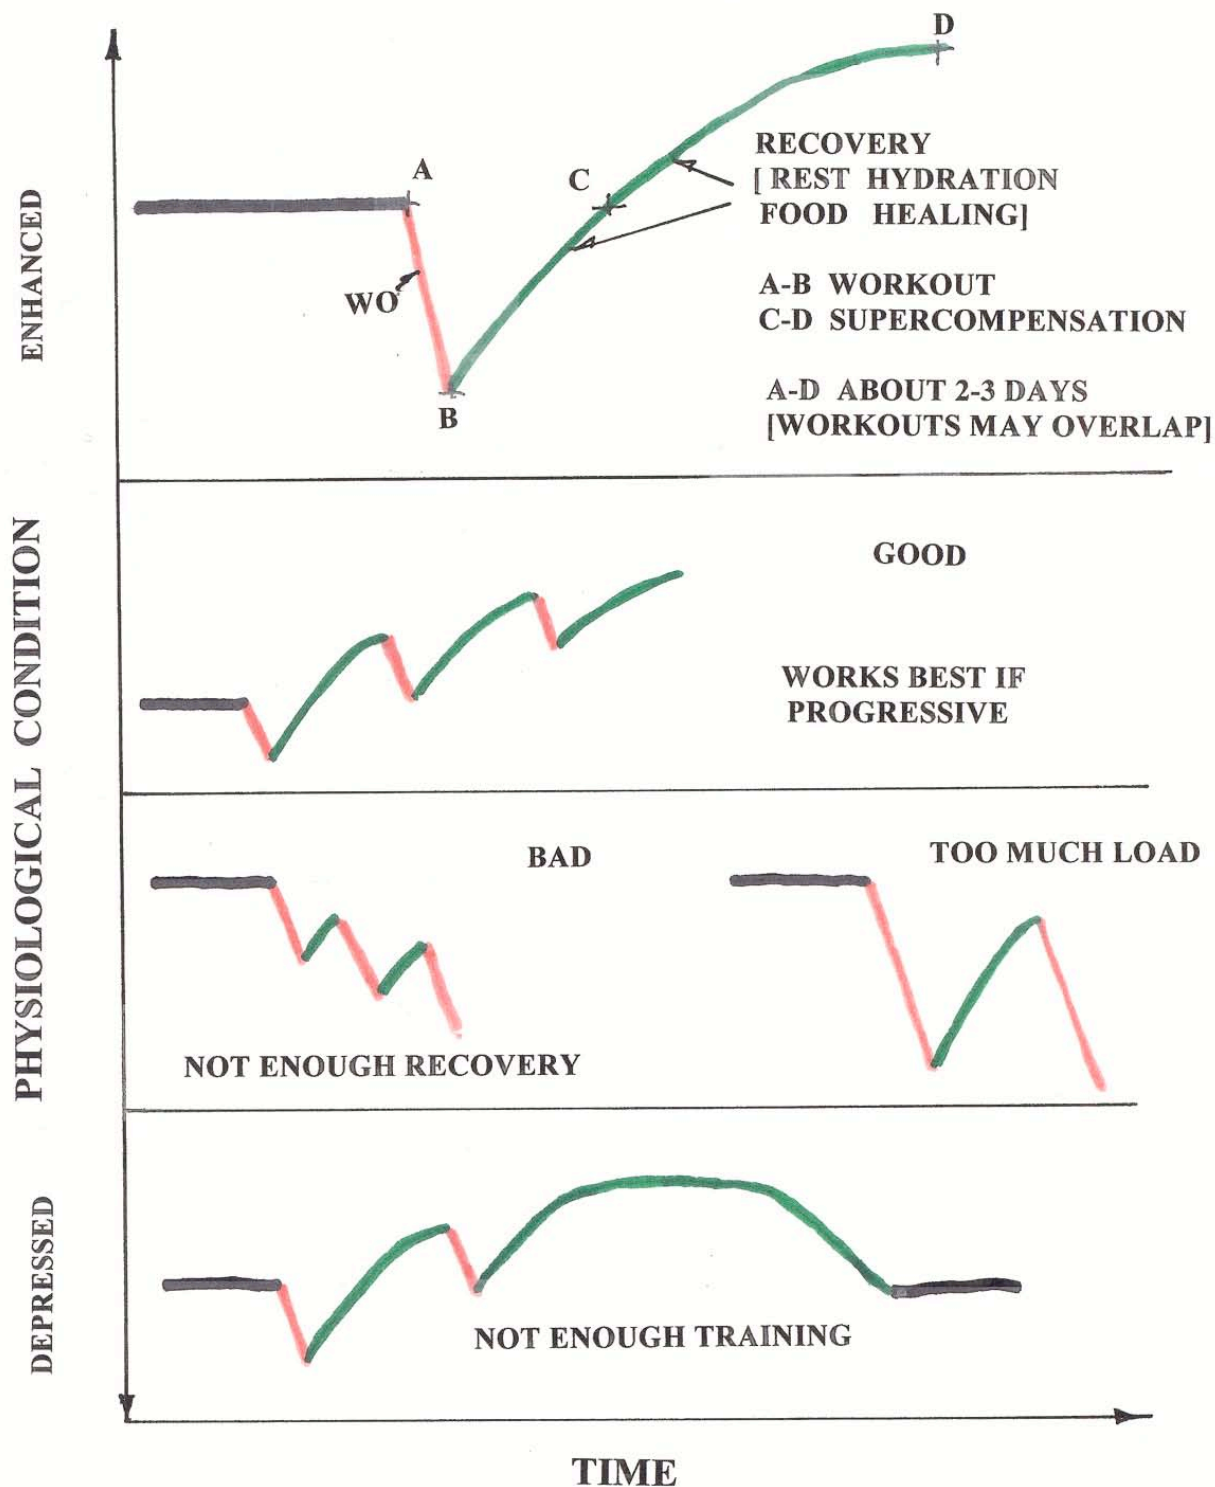 D
A
C
RECOVERY
[ REST HYDRATION
FOOD HEALING]
WO
A-B WORKOUT
C-D SUPERCOMPENSATION
B
A-D ABOUT 2-3 DAYS
[WORKOUTS MAY OVERLAP]
ENHANCED
PHYSIOLOGICAL CONDITION
DEPRESSED
GOOD
WORKS BEST IF
PROGRESSIVE
BAD
TOO MUCH LOAD
NOT ENOUGH RECOVERY
NOT ENOUGH TRAINING
TIME